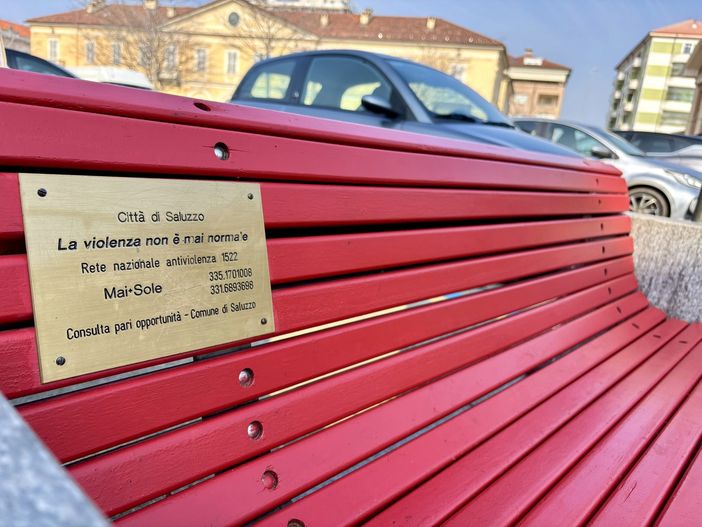 Città di Saluzzo
La violenza non è mai normale
Rete nazionale antiviolenza 1522
Mai+Sole 335.1701008
331.6893698
Consulta pari opportunità - Comune di Saluzzo